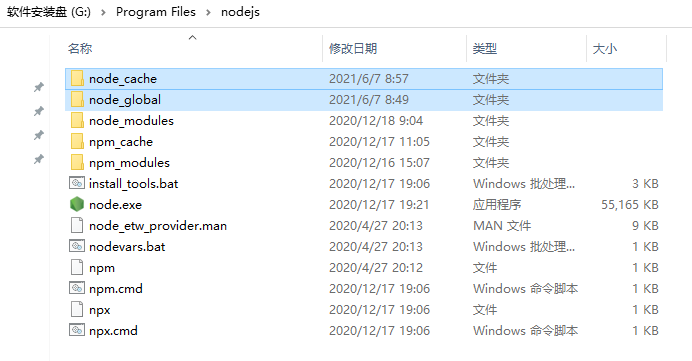 软件安装盘 (G:) › Program Files › nodejs
名称 修改日期 类型 大小
node_cache 2021/6/7 8:57 文件夹
node_global 2021/6/7 8:49 文件夹
node_modules 2020/12/18 9:04 文件夹
npm_cache 2020/12/17 11:05 文件夹
npm_modules 2020/12/16 15:07 文件夹
install_tools.bat 2020/12/17 19:06 Windows 批处理... 3 KB
node.exe 2020/12/17 19:21 应用程序 55,165 KB
node_etw_provider.man 2020/4/27 20:13 MAN 文件 9 KB
nodevars.bat 2020/4/27 20:13 Windows 批处理... 1 KB
npm 2020/4/27 20:12 文件 1 KB
npm.cmd 2020/12/17 19:06 Windows 命令脚本 1 KB
npx 2020/12/17 19:06 文件 1 KB
npx.cmd 2020/12/17 19:06 Windows 命令脚本 1 KB